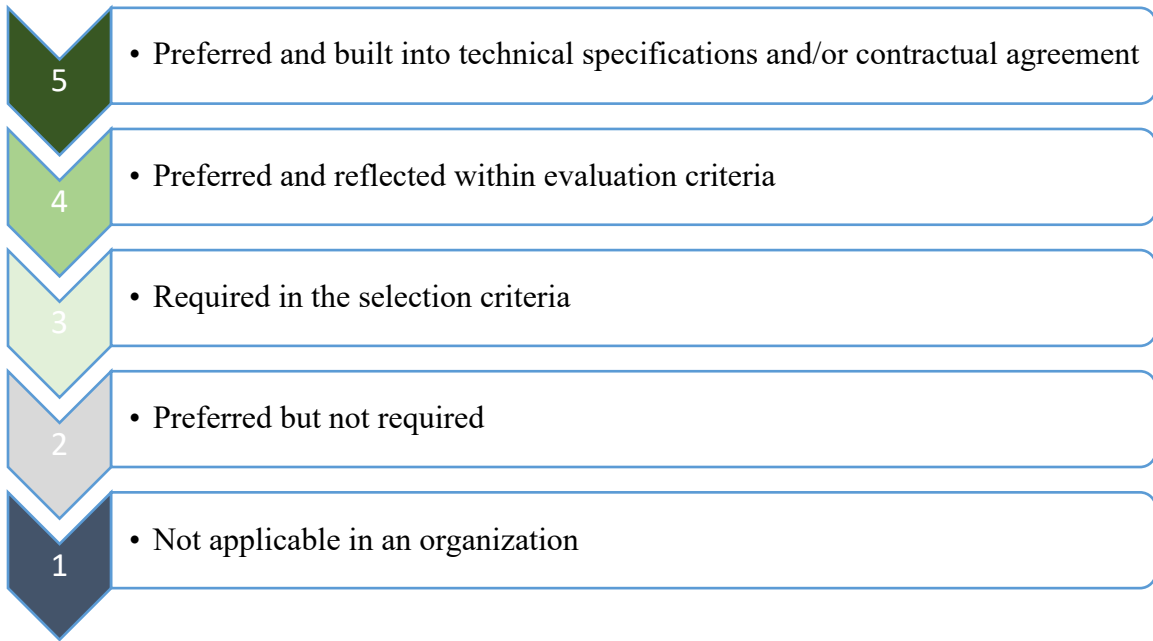 5
• Preferred and built into technical specifications and/or contractual agreement
4
• Preferred and reflected within evaluation criteria
3
• Required in the selection criteria
2
• Preferred but not required
1
• Not applicable in an organization